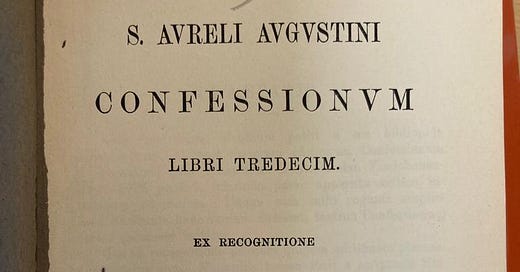 S. AVRELI AVGVSTINI
CONFESSIONVM
LIBRI TREDECIM.
EX RECOGNITIONE